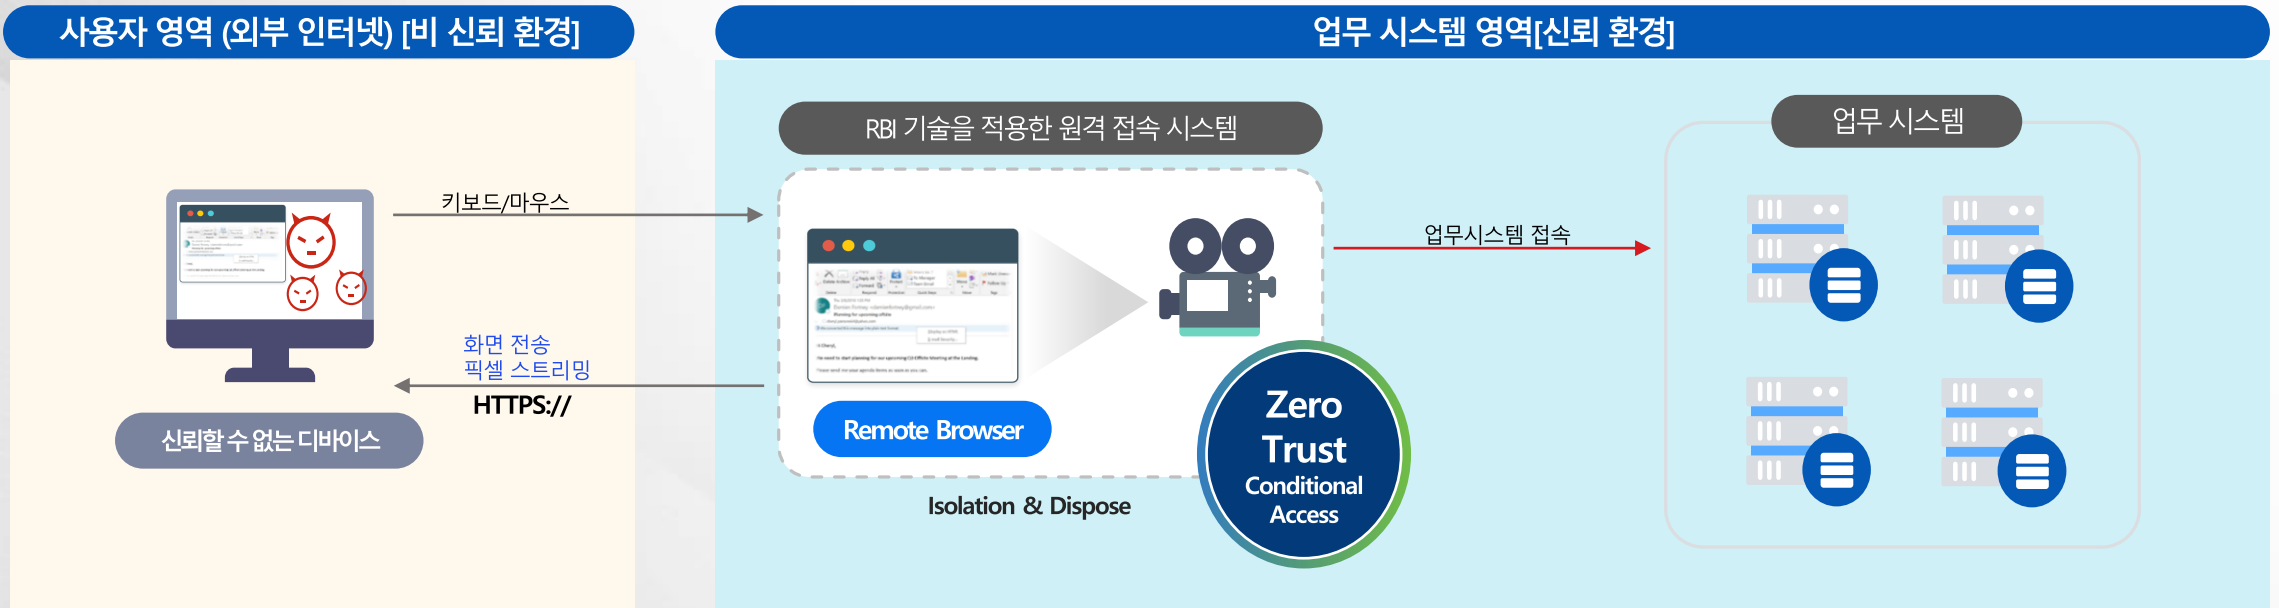 사용자 영역 (외부 인터넷) [비 신뢰 환경]
업무 시스템 영역[신뢰 환경]
RBI 기술을 적용한 원격 접속 시스템
업무 시스템
키보드/마우스
업무시스템 접속
화면 전송
픽셀 스트리밍
HTTPS://
신뢰할 수 없는 디바이스
Remote Browser
Isolation & Dispose
Zero
Trust
Conditional
Access
Planning for upcoming offsite